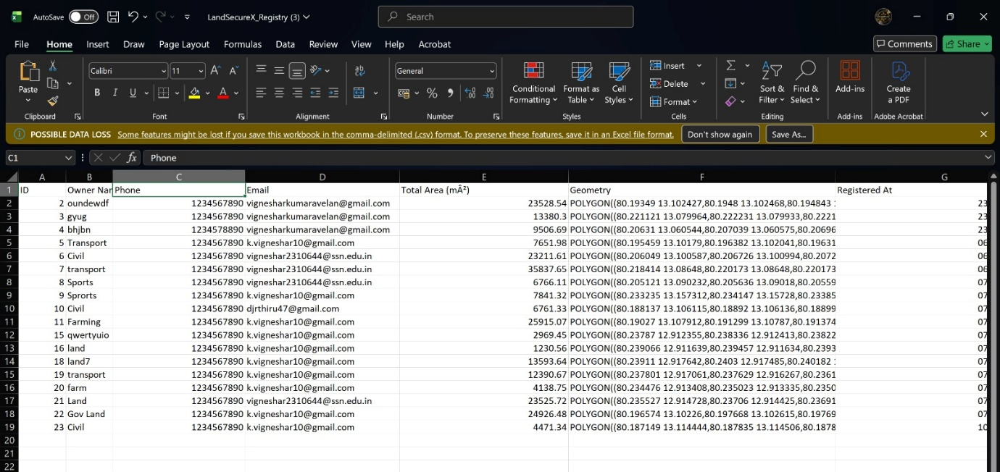 AutoSave Off LandSecureX_Registry (3) Search
File Home Insert Draw Page Layout Formulas Data Review View Help Acrobat Comments Share
Paste Calibri 11 B I U General Conditional Formatting Format as Table Cell Styles Insert Delete Format Sort & Filter Find & Select Add-ins Create a PDF
Clipboard Font Alignment Number Styles Cells Editing Add-ins Adobe Acrobat
POSSIBLE DATA LOSS Some features might be lost if you save this workbook in the comma-delimited (.csv) format. To preserve these features, save it in an Excel file format. Don't show again Save As...
C1 fx Phone
A B C D E F G
1 ID Owner Nar Phone Email Total Area (mÂ²) Geometry Registered At
2 2 oundewdf 1234567890 vignesharkumaravelan@gmail.com 23528.54 POLYGON((80.19349 13.102427,80.1948 13.102468,80.194843 23
3 3 gyug 1234567890 vignesharkumaravelan@gmail.com 13380.3 POLYGON((80.221121 13.079964,80.222231 13.079933,80.2221 23
4 4 bhjbn 1234578890 vignesharkumaravelan@gmail.com 9506.69 POLYGON((80.20631 13.060544,80.207039 13.060575,80.20696 23
5 5 Transport 1234567890 k.vigneshar10@gmail.com 7651.98 POLYGON((80.195459 13.10179,80.196382 13.102041,80.19631 06
6 6 Civil 1234567890 vigneshar2310644@ssn.edu.in 23211.61 POLYGON((80.206049 13.100587,80.206726 13.100994,80.2072 06
7 7 transport 1234567890 vigneshar2310644@ssn.edu.in 35837.65 POLYGON((80.218414 13.08648,80.220173 13.08648,80.220173 06
8 8 Sports 1234567890 vigneshar2310644@ssn.edu.in 6766.11 POLYGON((80.205121 13.090232,80.205636 13.09018,80.20559 07
9 9 Sprorts 1234567890 k.vigneshar10@gmail.com 7841.32 POLYGON((80.233235 13.157312,80.234147 13.15728,80.23385 07
10 10 Civil 1234567890 djrthiru47@gmail.com 6761.33 POLYGON((80.188137 13.106115,80.18892 13.106136,80.18899 07
11 11 Farming 1234567890 k.vigneshar10@gmail.com 25915.07 POLYGON((80.19027 13.107912,80.191299 13.10787,80.191374 07
12 15 qwertyuio 1234567890 k.vigneshar10@gmail.com 2969.45 POLYGON((80.23787 12.912355,80.238336 12.912413,80.23822 07
13 16 land 1234567890 k.vigneshar10@gmail.com 1230.56 POLYGON((80.239066 12.911639,80.239457 12.911634,80.2393 07
14 18 land7 1234567890 k.vigneshar10@gmail.com 13593.64 POLYGON((80.23911 12.917642,80.2403 12.917485,80.240182 07
15 19 transport 1234567890 k.vigneshar10@gmail.com 12390.67 POLYGON((80.237801 12.917061,80.237629 12.916267,80.2361 07
16 20 farm 1234567890 k.vigneshar10@gmail.com 4138.75 POLYGON((80.234476 12.913408,80.235023 12.913335,80.2350 07
17 21 Land 1234567890 vigneshar2310644@ssn.edu.in 23525.72 POLYGON((80.235527 12.914728,80.23706 12.914425,80.23691 07
18 22 Gov Land 1234567890 k.vigneshar10@gmail.com 24926.48 POLYGON((80.196574 13.10226,80.197668 13.102615,80.19769 07
19 23 Civil 1234567890 k.vigneshar10@gmail.com 4471.34 POLYGON((80.187149 13.114444,80.187835 13.114506,80.1878 10
20
21
22